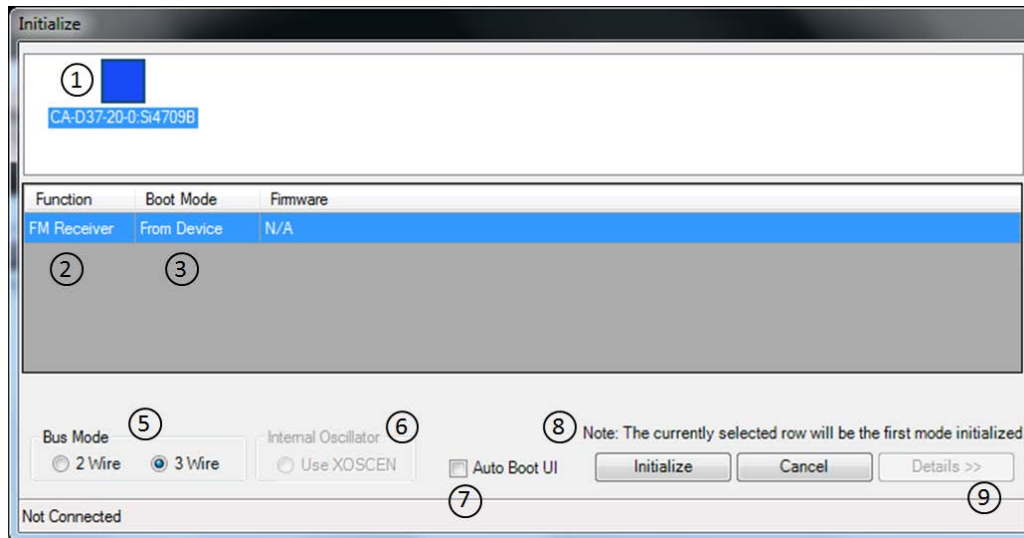 Initialize
1
CA-D37-20-0:Si4709B
Function Boot Mode Firmware
FM Receiver From Device N/A
2 3
5 6 8
Bus Mode Internal Oscillator Note: The currently selected row will be the first mode initialized
2 Wire 3 Wire Use XOSCEN Auto Boot UI Initialize Cancel Details >>
7 9
Not Connected